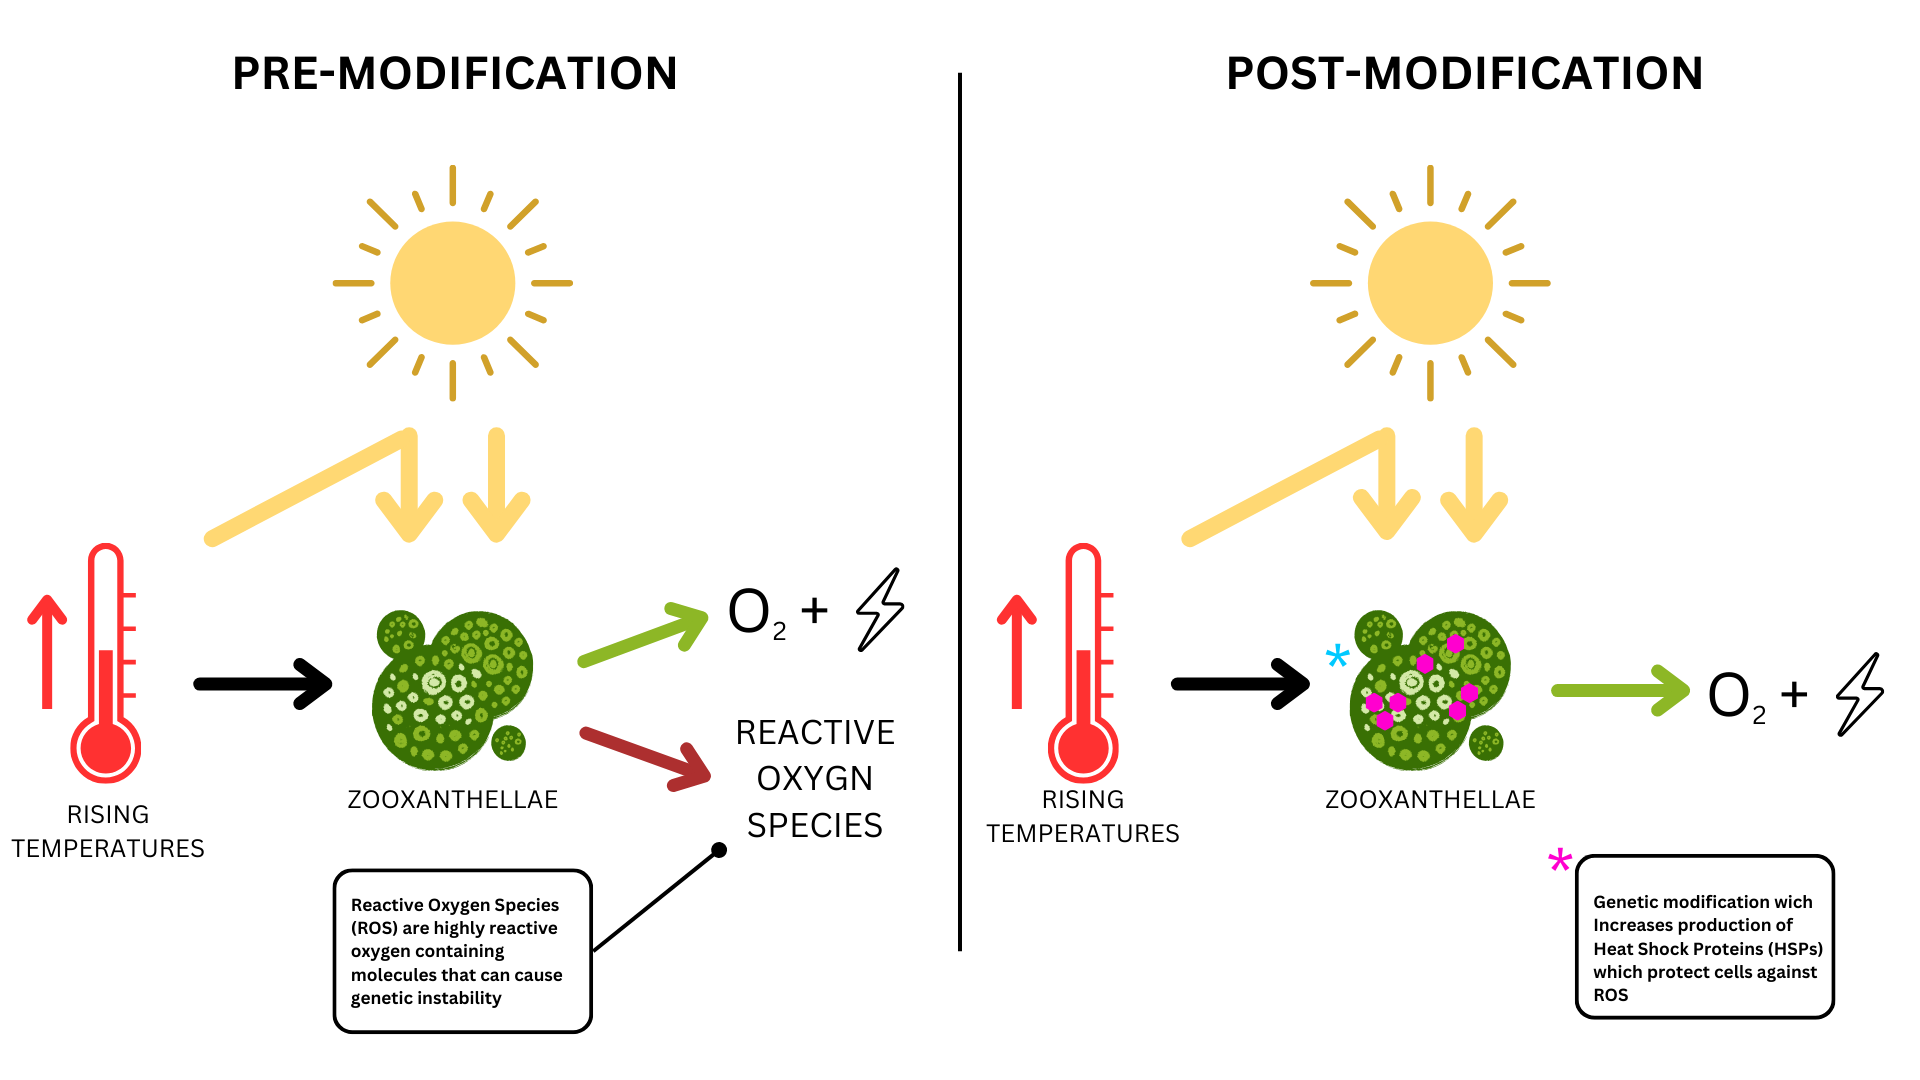 PRE-MODIFICATION
RISING
TEMPERATURES
ZOOXANTHELLAE
O2 +
REACTIVE
OXYGN
SPECIES
Reactive Oxygen Species
(ROS) are highly reactive
oxygen containing
molecules that can cause
genetic instability
POST-MODIFICATION
RISING
TEMPERATURES
*
ZOOXANTHELLAE
O2 +
*
Genetic modification wich
Increases production of
Heat Shock Proteins (HSPs)
which protect cells against
ROS